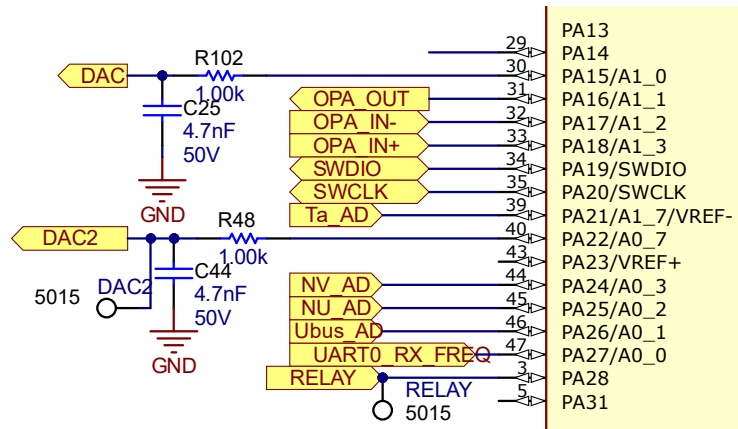 PA13
29 PA14
DAC R102 30 PA15/A1_0
1.00k
C25
4.7nF
50V
GND
OPA_OUT 31 PA16/A1_1
OPA_IN- 32 PA17/A1_2
OPA_IN+ 33 PA18/A1_3
SWDIO 34 PA19/SWDIO
SWCLK 35 PA20/SWCLK
Ta_AD 39 PA21/A1_7/VREF-
DAC2 R48 40 PA22/A0_7
1.00k
43 PA23/VREF+
C44
DAC2
4.7nF
5015
50V
GND
NV_AD 44 PA24/A0_3
NU_AD 45 PA25/A0_2
Ubus_AD 46 PA26/A0_1
UART0_RX_FREQ 47 PA27/A0_0
RELAY 3 PA28
RELAY
5015
5 PA31